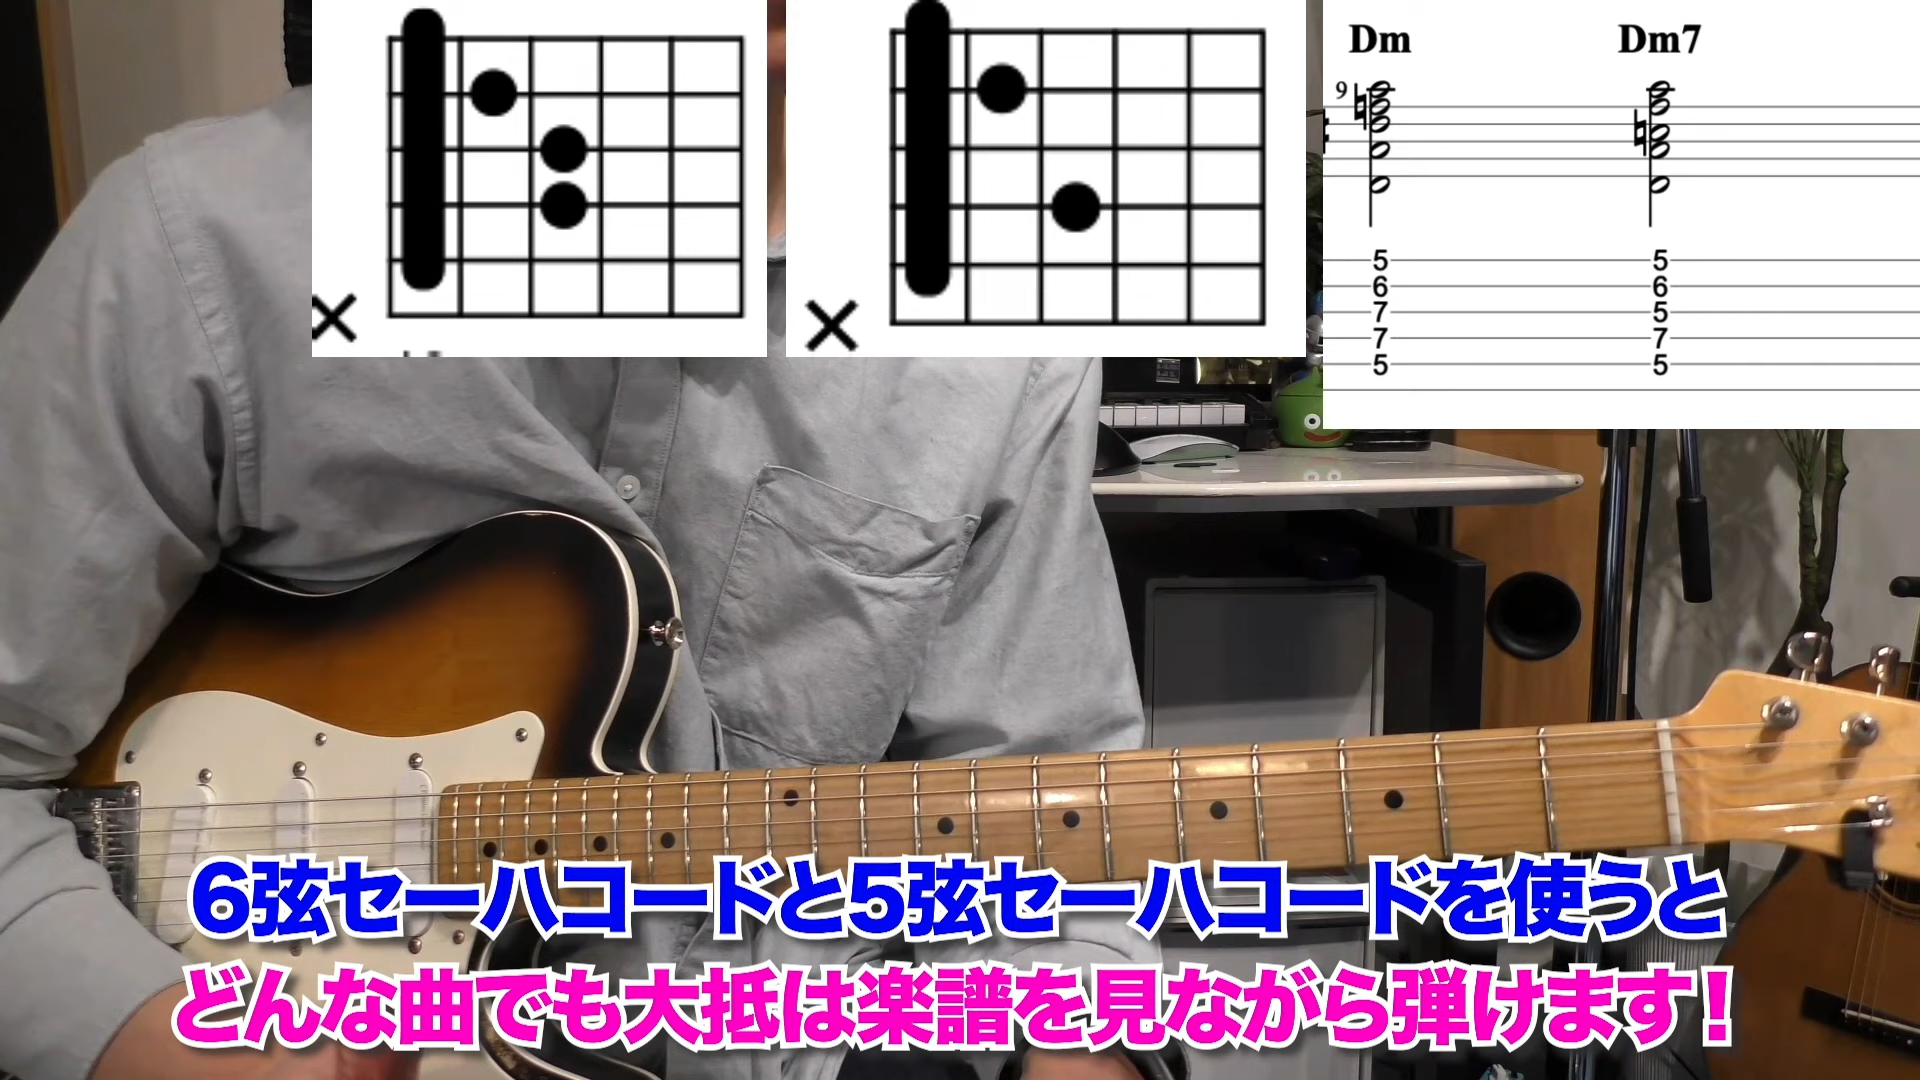 Dm Dm7
9
5 5
6 6
7 5
7 7
5 5
×　×
6弦セーハコードと5弦セーハコードを使うと
どんな曲でも大抵は楽譜を見ながら弾けます！